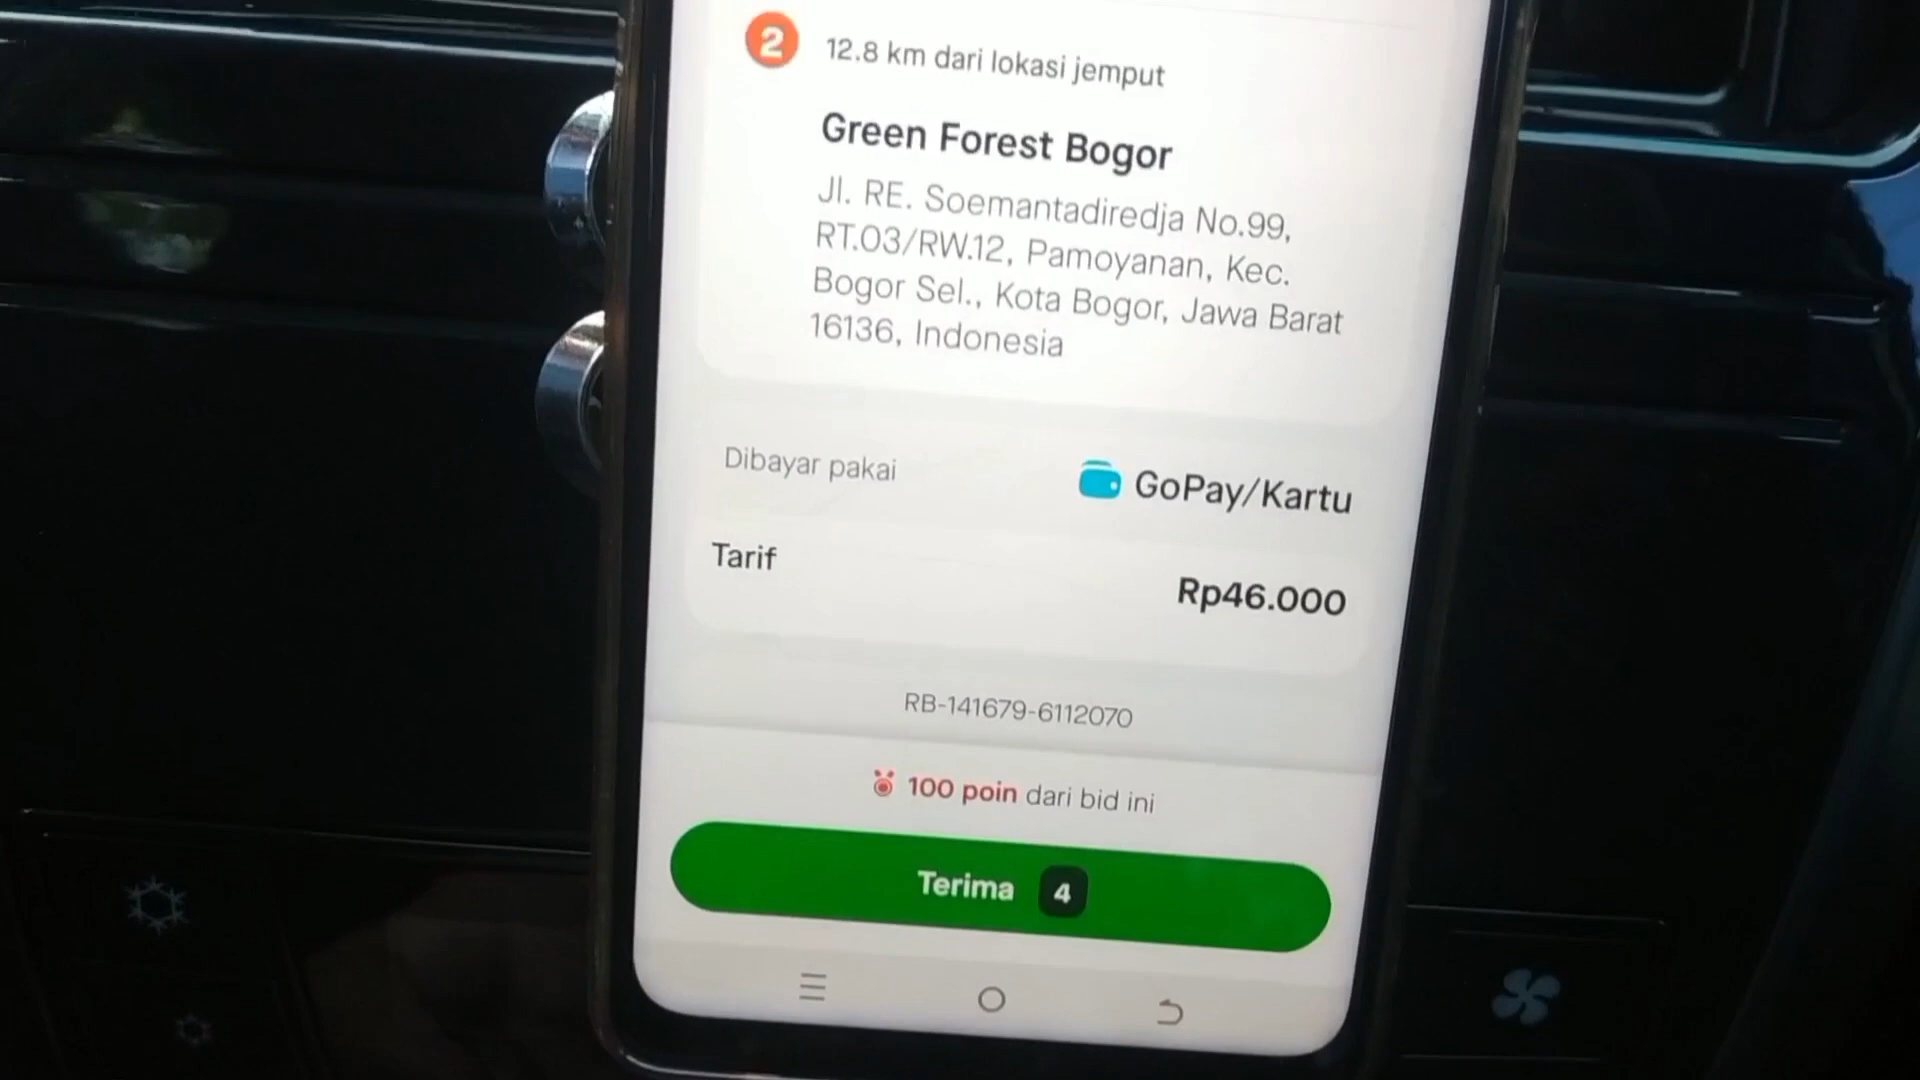 2
12.8 km dari lokasi jemput
Green Forest Bogor
Jl. RE. Soemantadiredja No.99,
RT.03/RW.12, Pamoyanan, Kec.
Bogor Sel., Kota Bogor, Jawa Barat
16136, Indonesia
Dibayar pakai GoPay/Kartu
Tarif Rp46.000
RB-141679-6112070
100 poin dari bid ini
Terima 4